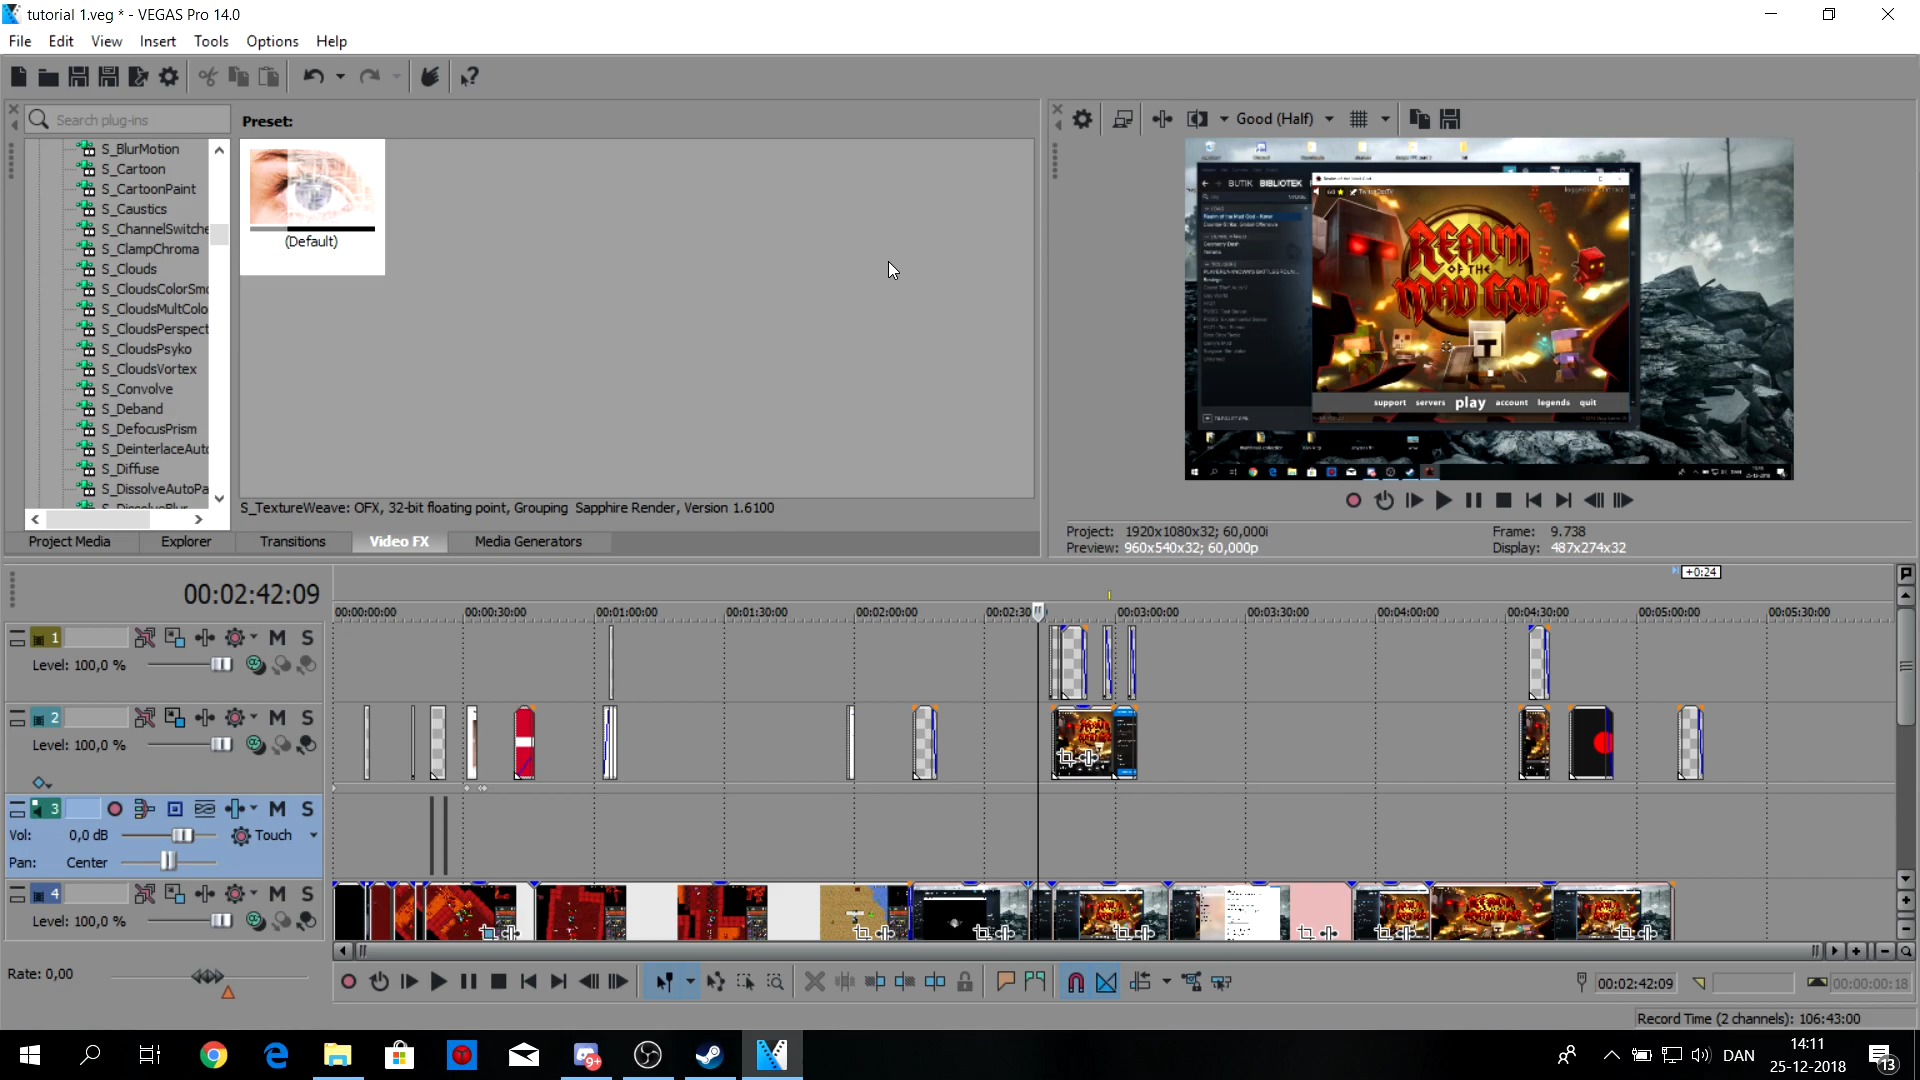 tutorial 1.veg * - VEGAS Pro 14.0
File Edit View Insert Tools Options Help
Search plug-ins
Preset:
S_BlurMotion
S_Cartoon
S_CartoonPaint
S_Caustics
S_ChannelSwitche
S_ClampChroma
S_Clouds
S_CloudsColorSm
S_CloudsMultColo
S_CloudsPerspect
S_CloudsPsyko
S_CloudsVortex
S_Convolve
S_Deband
S_DefocusPrism
S_DeinterlaceAut
S_Diffuse
S_DissolveAutoPa
(Default)
S_TextureWeave: OFX, 32-bit floating point, Grouping Sapphire Render, Version 1.6100
Project Media Explorer Transitions Video FX Media Generators
Good (Half)
BUTIK BIBLIOTEK
Realm of the Mad God
REALM
OF THE
MAD GOD
support servers play account legends quit
Project: 1920x1080x32; 60,000i
Preview: 960x540x32; 60,000p
Frame: 9.738
Display: 487x274x32
+0:24
00:02:42:09
00:00:00:00 00:00:30:00 00:01:00:00 00:01:30:00 00:02:00:00 00:02:30 00:03:00:00 00:03:30:00 00:04:00:00 00:04:30:00 00:05:00:00 00:05:30:00
1 M S
Level: 100,0 %
2 M S
Level: 100,0 %
3 M S
Vol: 0,0 dB Touch
Pan: Center
4 M S
Level: 100,0 %
Rate: 0,00
00:02:42:09
00:00:00:18
Record Time (2 channels): 106:43:00
9+
DAN
14:11
25-12-2018
13